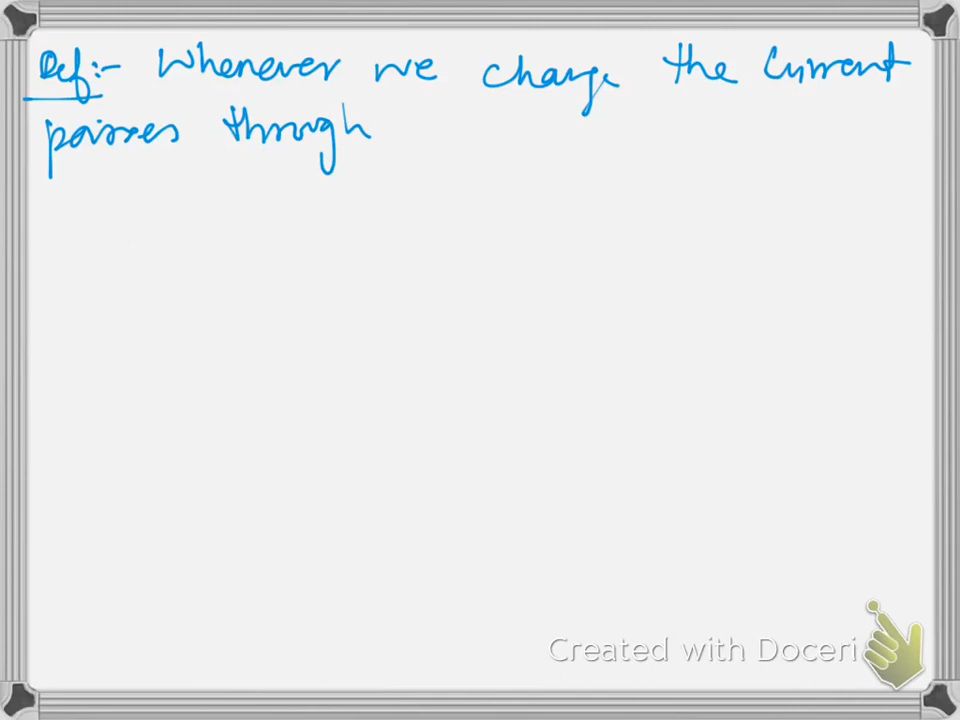 Def:- Whenever we change the Current
passes through
Created with Doceri